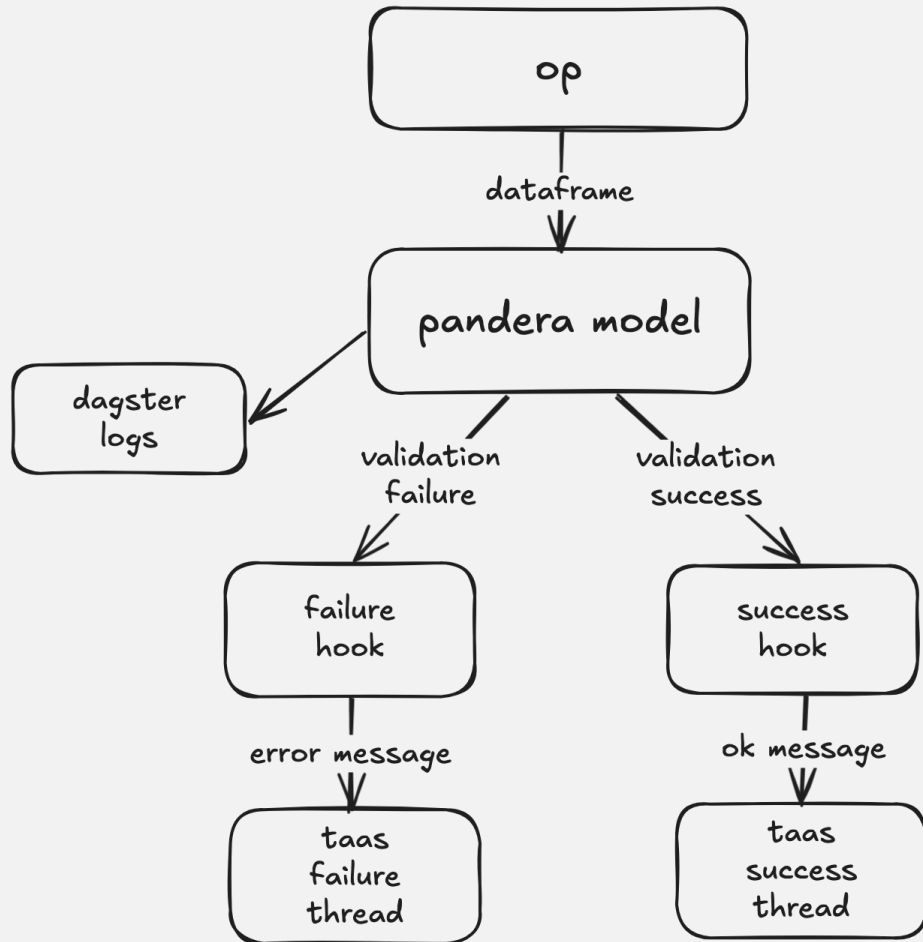 op
dataframe
pandera model
dagster
logs
validation
failure
validation
success
failure
hook
success
hook
error message
ok message
taas
failure
thread
taas
success
thread